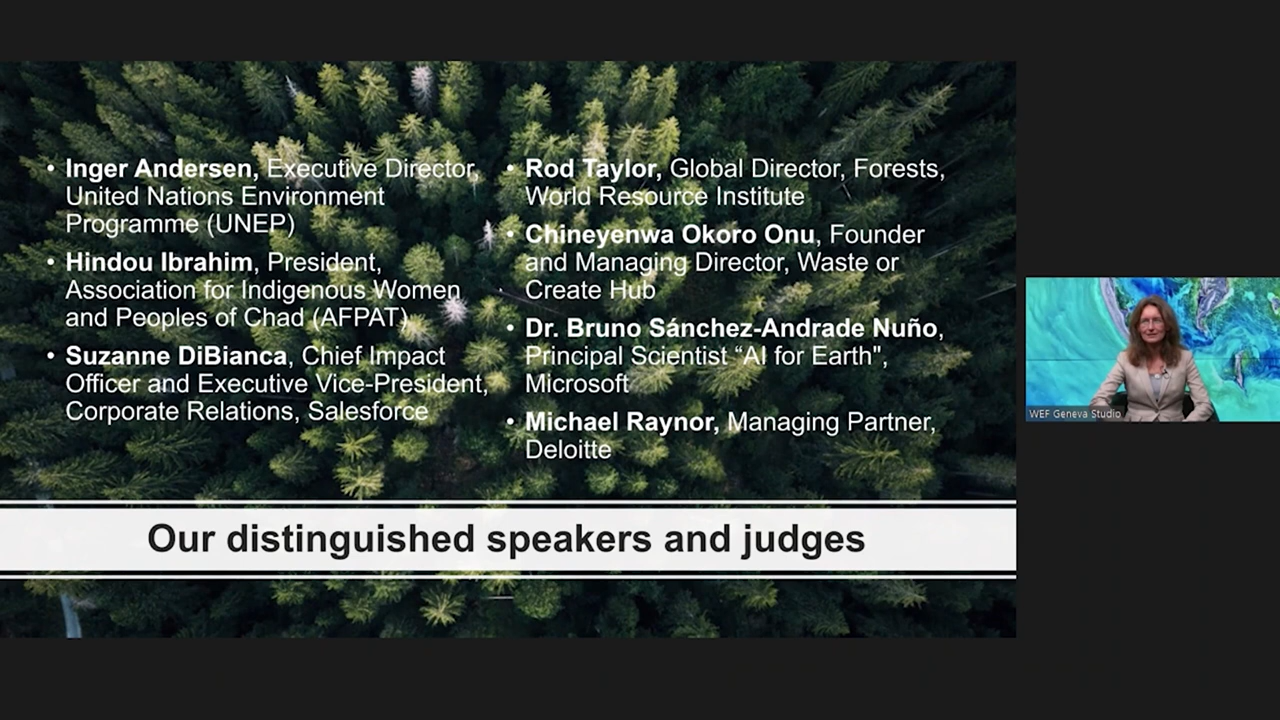 • Inger Andersen, Executive Director,
United Nations Environment
Programme (UNEP)
• Hindou Ibrahim, President,
Association for Indigenous Women
and Peoples of Chad (AFPAT)
• Suzanne DiBianca, Chief Impact
Officer and Executive Vice-President,
Corporate Relations, Salesforce
• Rod Taylor, Global Director, Forests,
World Resource Institute
• Chineyenwa Okoro Onu, Founder
and Managing Director, Waste or
Create Hub
• Dr. Bruno Sánchez-Andrade Nuño,
Principal Scientist “AI for Earth",
Microsoft
• Michael Raynor, Managing Partner,
Deloitte
Our distinguished speakers and judges
WEF Geneva Studio